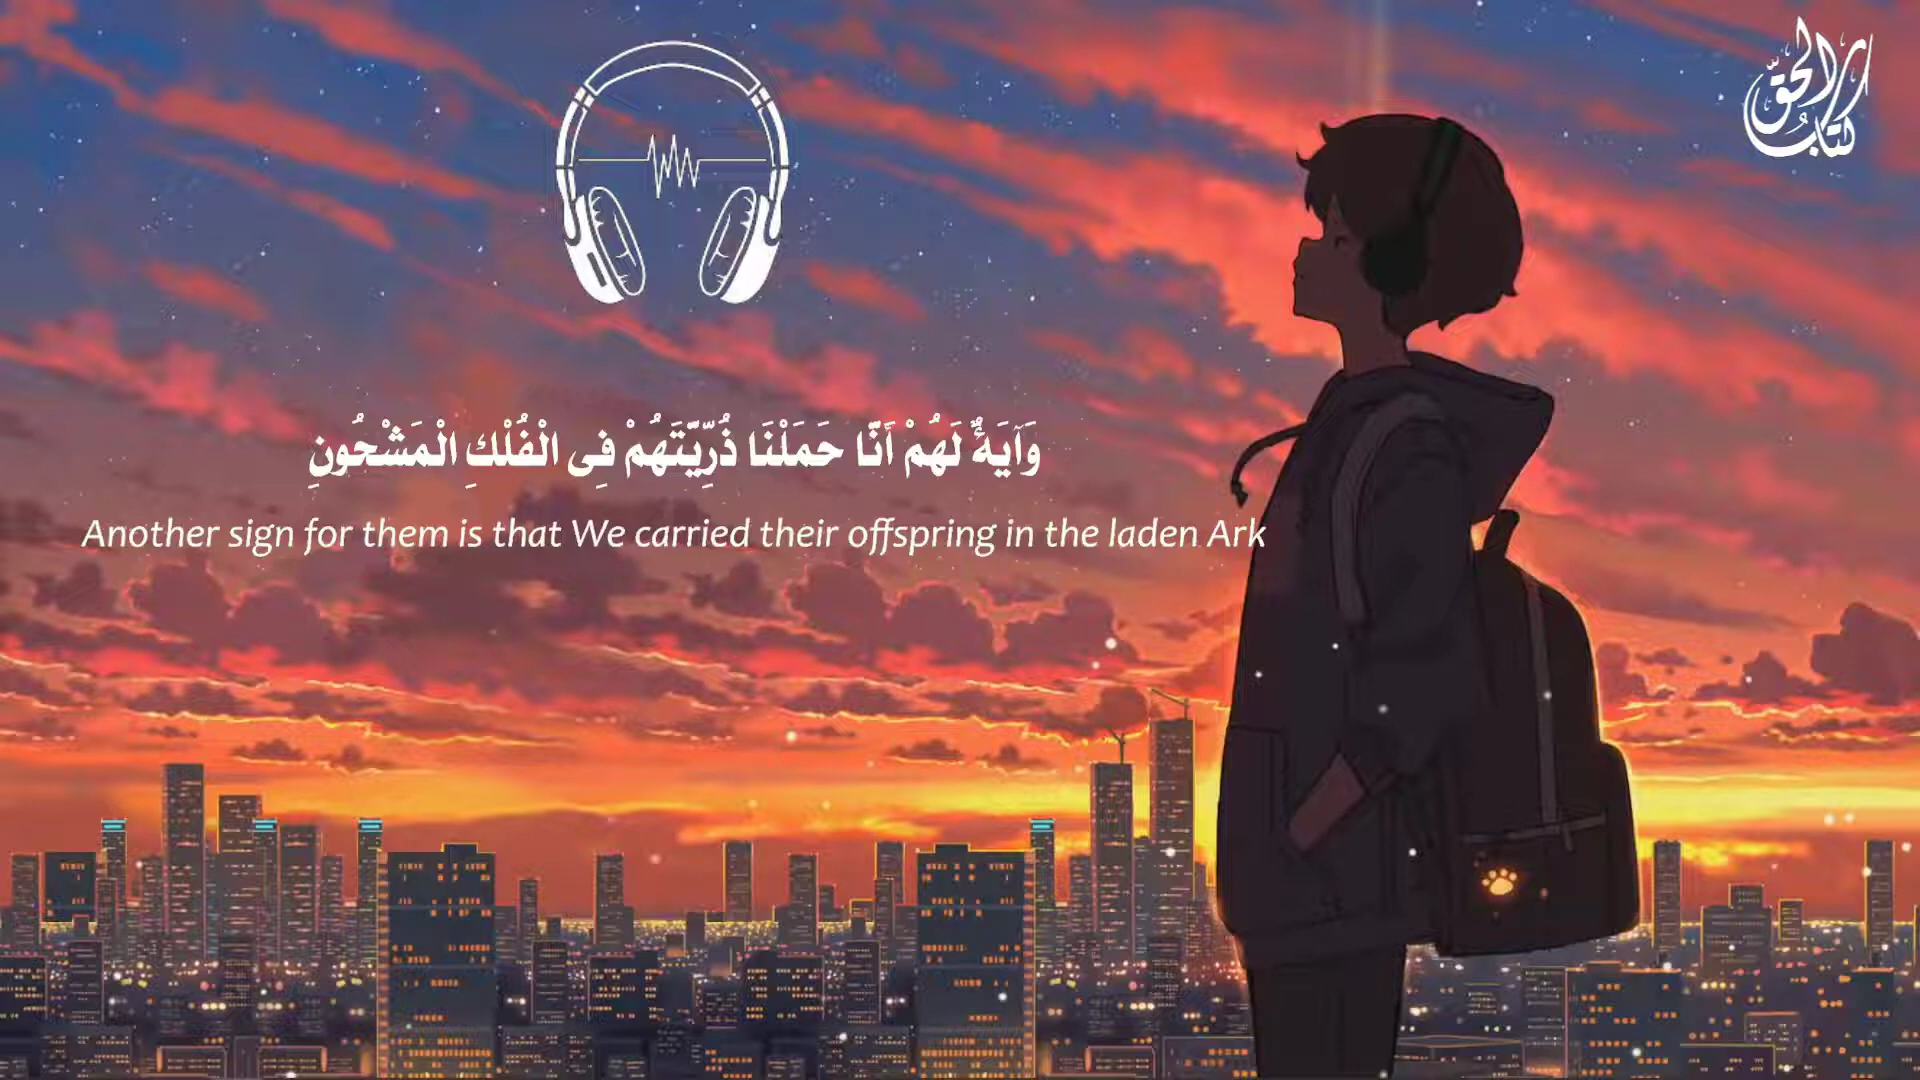 كتاب الحق
وَآيَةٌ لَهُمْ أَنَّا حَمَلْنَا ذُرِّيَّتَهُمْ فِى الْفُلْكِ الْمَشْحُونِ
Another sign for them is that We carried their offspring in the laden Ark